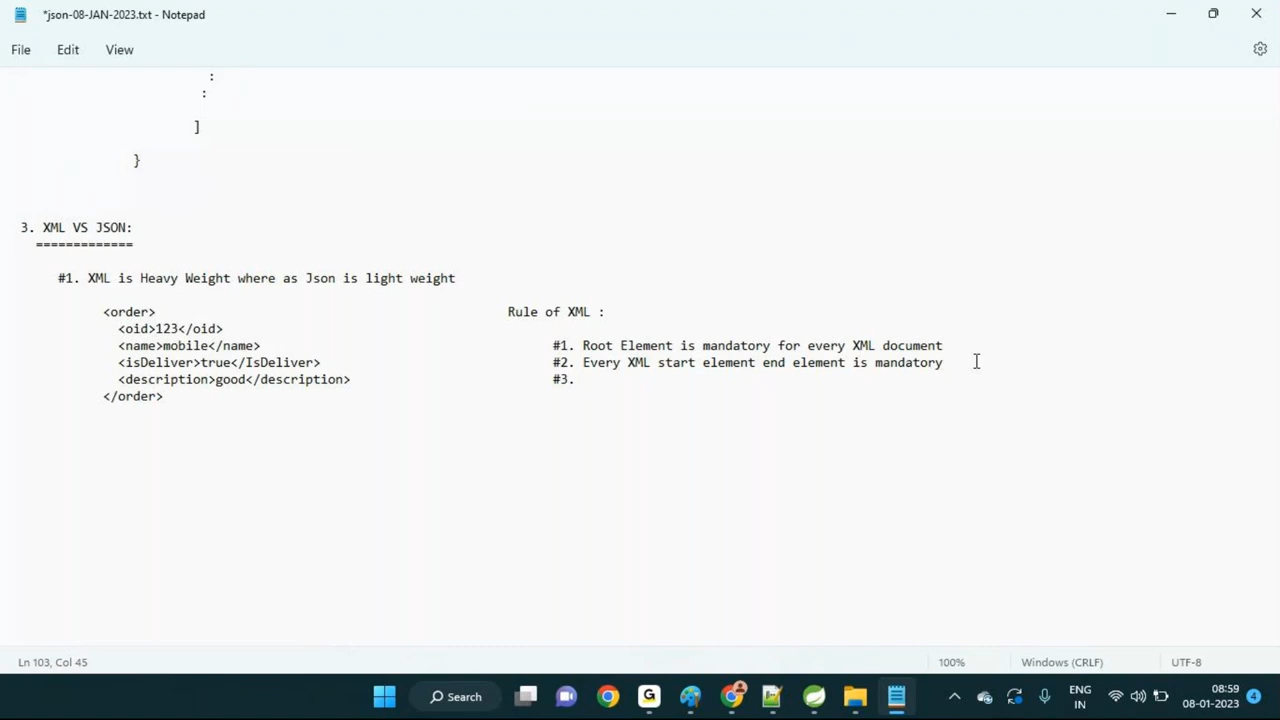 *json-08-JAN-2023.txt - Notepad
File Edit View
:
:
]
}
3. XML VS JSON:
=============
#1. XML is Heavy Weight where as Json is light weight
<order> Rule of XML :
<oid>123</oid>
<name>mobile</name> #1. Root Element is mandatory for every XML document
<isDeliver>true</IsDeliver> #2. Every XML start element end element is mandatory
<description>good</description> #3.
</order>
Ln 103, Col 45 100% Windows (CRLF) UTF-8
Search ENG 08:59
IN 08-01-2023 4